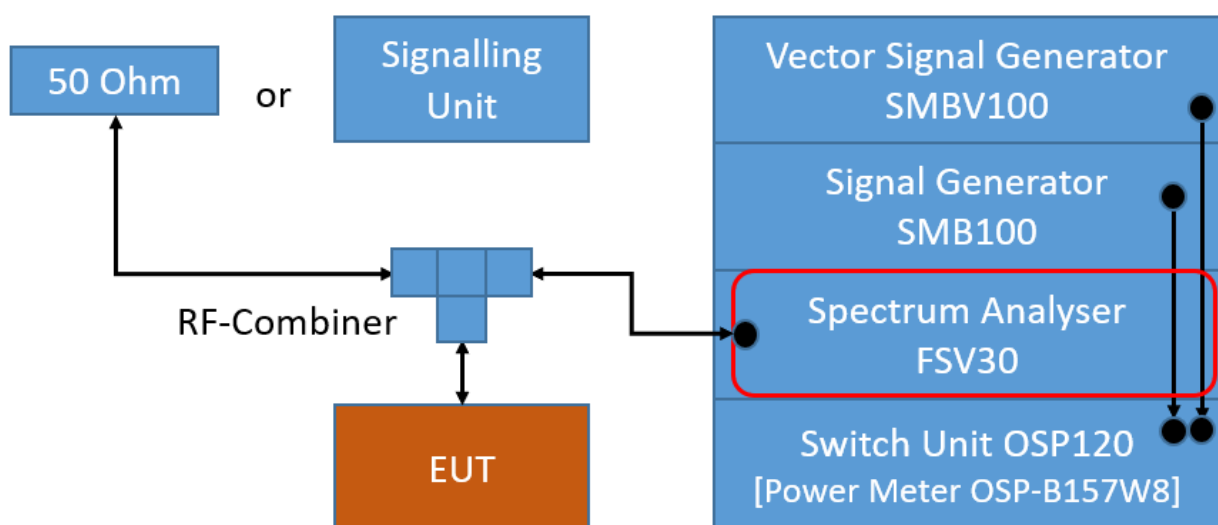 50 Ohm
or
Signalling
Unit
Vector Signal Generator
SMBV100
Signal Generator
SMB100
RF-Combiner
Spectrum Analyser
FSV30
EUT
Switch Unit OSP120
[Power Meter OSP-B157W8]